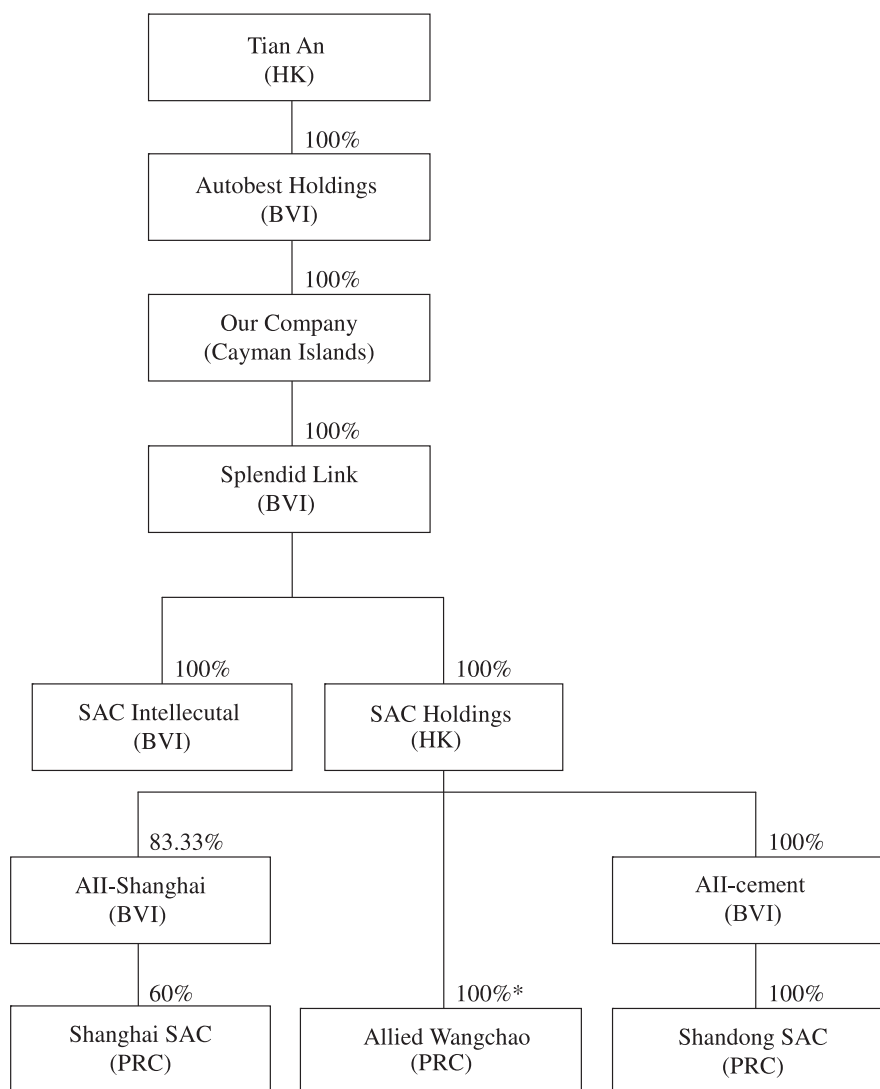 Tian An
(HK)
100%
Autobest Holdings
(BVI)
100%
Our Company
(Cayman Islands)
100%
Splendid Link
(BVI)
100%
100%
SAC Intellecutal
(BVI)
SAC Holdings
(HK)
83.33%
100%
AII-Shanghai
(BVI)
AII-cement
(BVI)
60%
100%*
100%
Shanghai SAC
(PRC)
Allied Wangchao
(PRC)
Shandong SAC
(PRC)